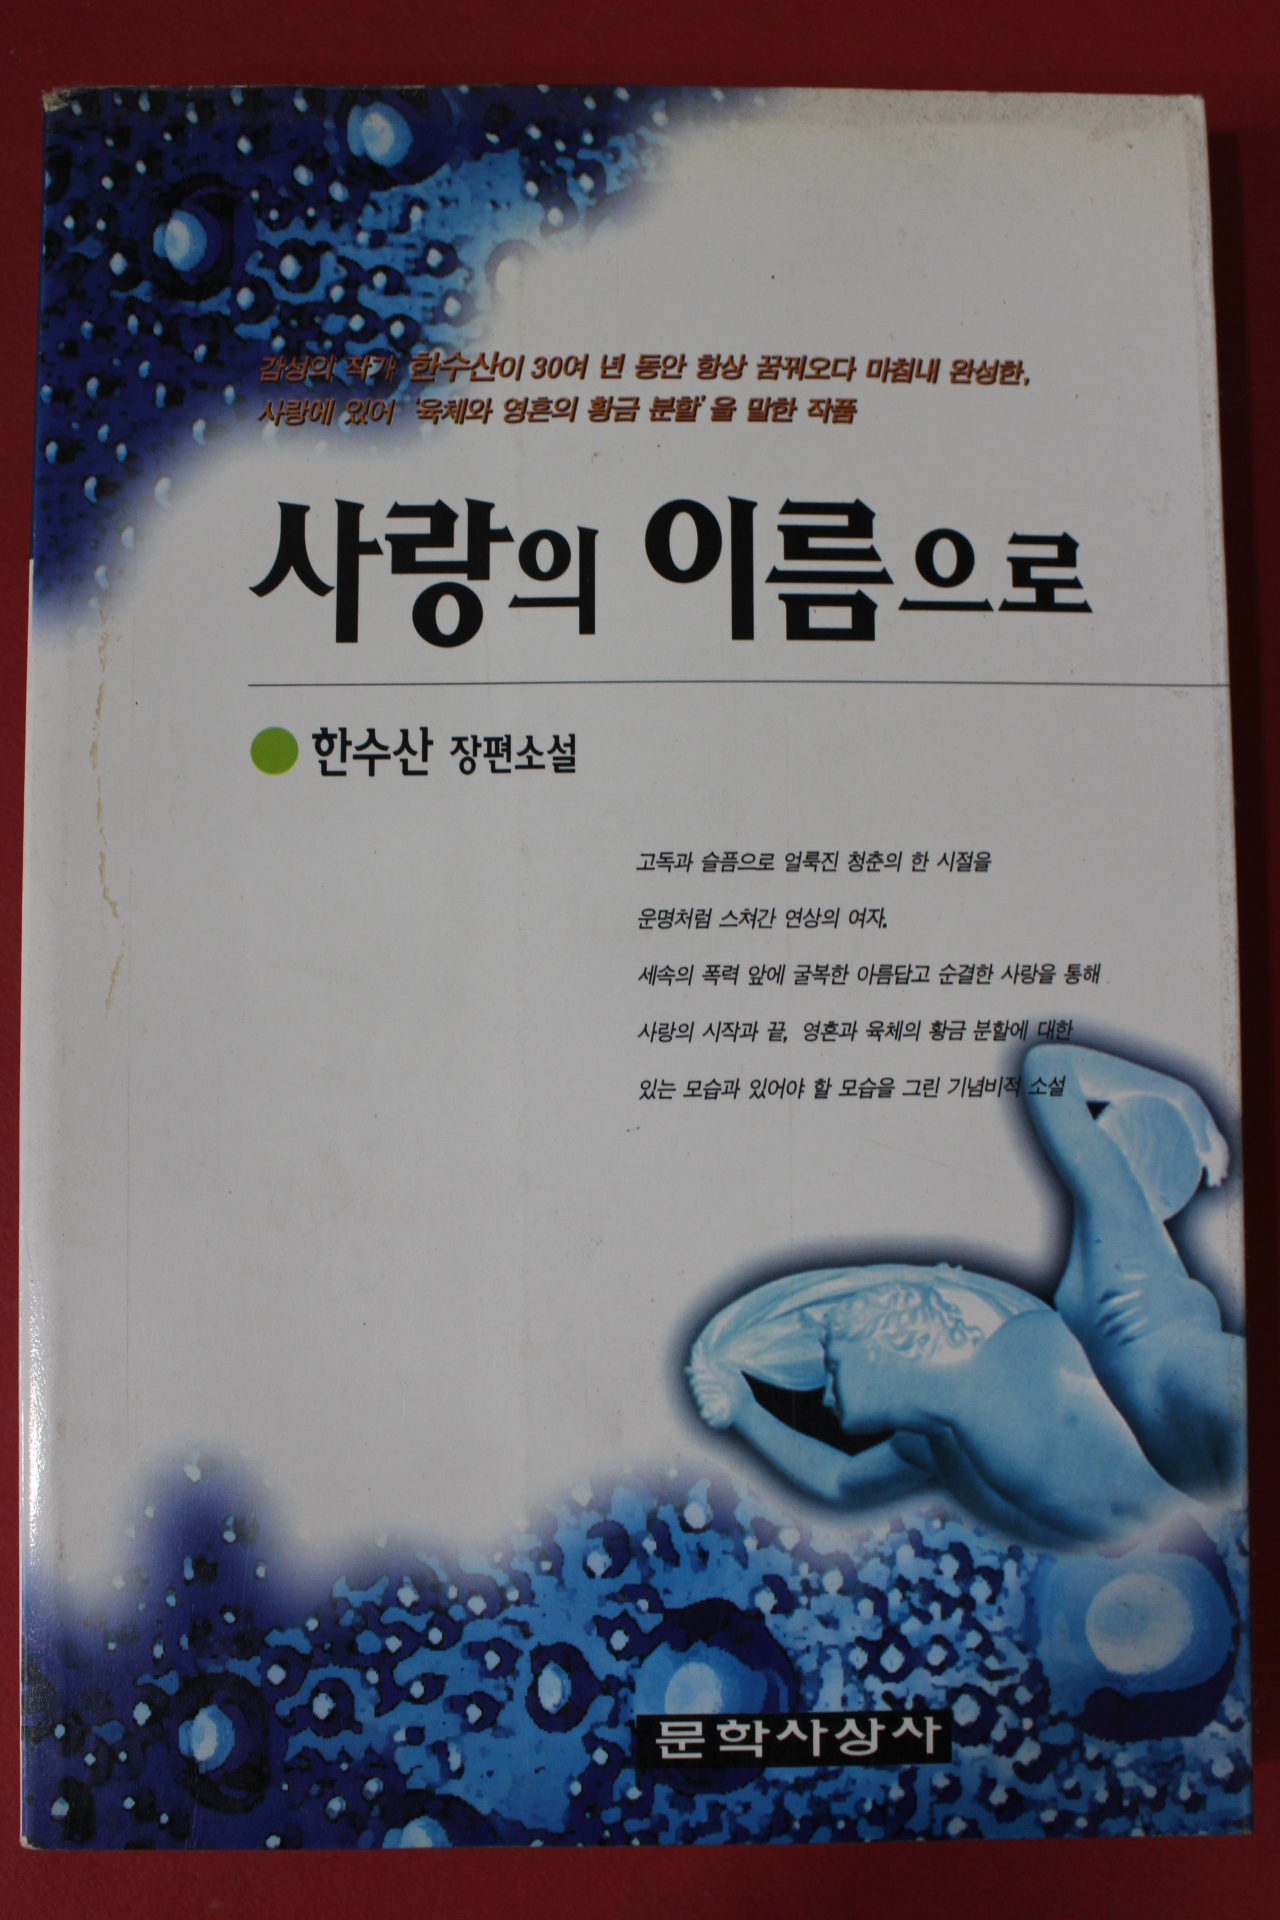 감성의 작가 한수산이 30여 년 동안 항상 꿈꿔오다 마침내 완성한,
사랑에 있어 '육체와 영혼의 황금 분할'을 말한 작품
사랑의 이름으로
한수산 장편소설
고독과 슬픔으로 얼룩진 청춘의 한 시절을
운명처럼 스쳐간 연상의 여자.
세속의 폭력 앞에 굴복한 아름답고 순결한 사랑을 통해
사랑의 시작과 끝, 영혼과 육체의 황금 분할에 대한
있는 모습과 있어야 할 모습을 그린 기념비적 소설
문학사상사